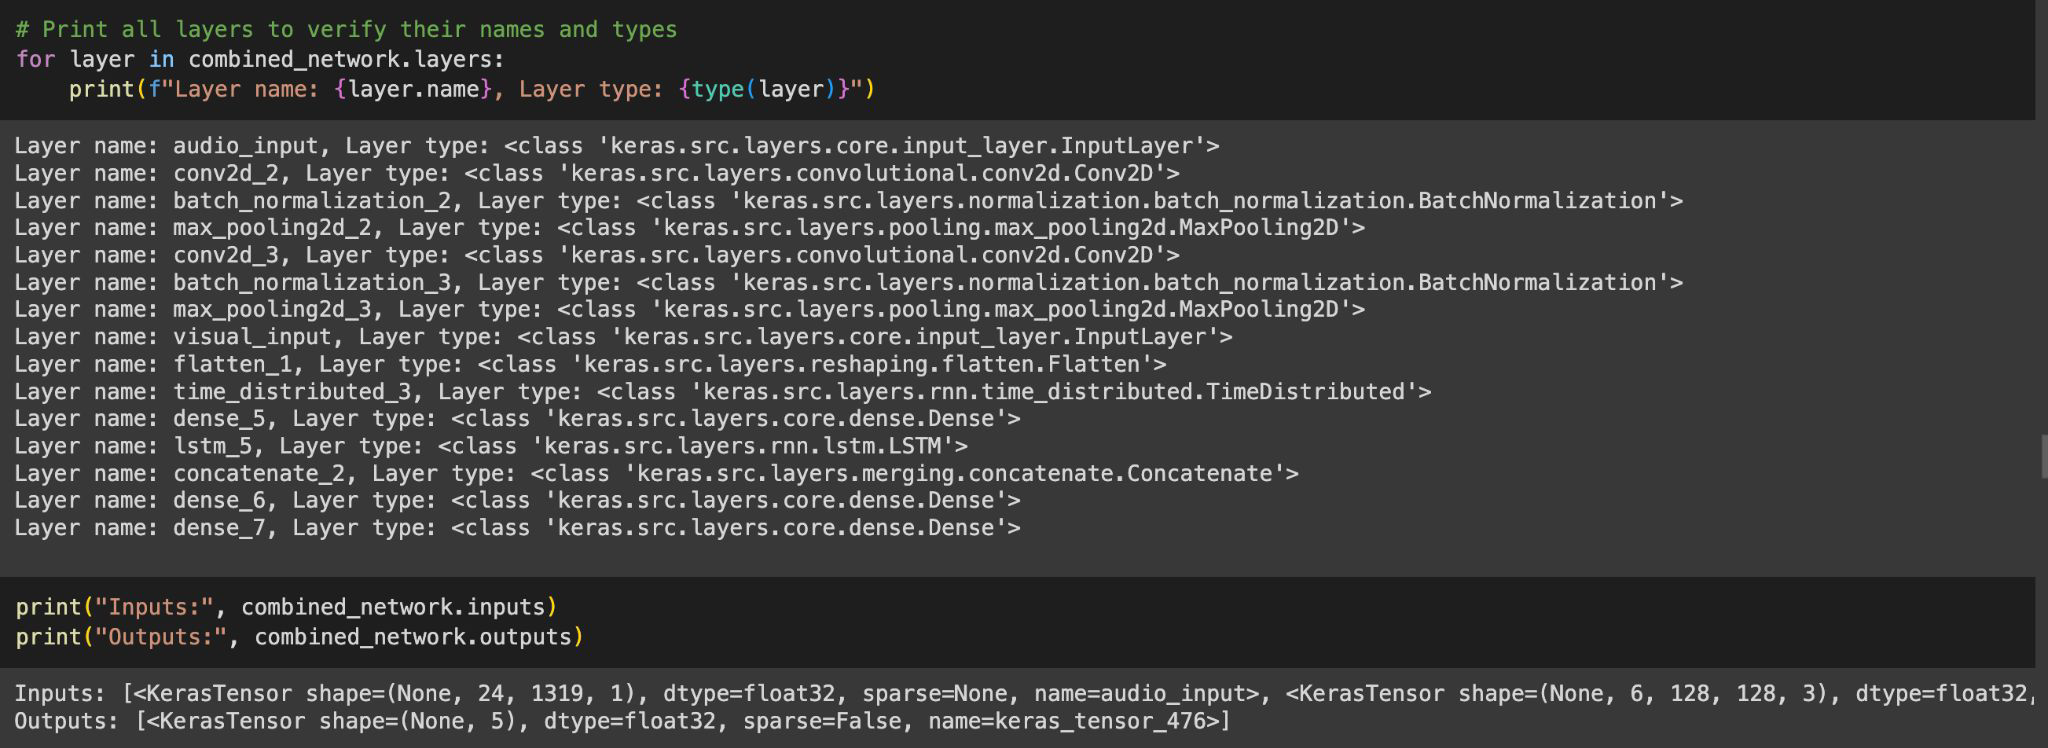 # Print all layers to verify their names and types
for layer in combined_network.layers:
    print(f"Layer name: {layer.name}, Layer type: {type(layer)}")
Layer name: audio_input, Layer type: <class 'keras.src.layers.core.input_layer.InputLayer'>
Layer name: conv2d_2, Layer type: <class 'keras.src.layers.convolutional.conv2d.Conv2D'>
Layer name: batch_normalization_2, Layer type: <class 'keras.src.layers.normalization.batch_normalization.BatchNormalization'>
Layer name: max_pooling2d_2, Layer type: <class 'keras.src.layers.pooling.max_pooling2d.MaxPooling2D'>
Layer name: conv2d_3, Layer type: <class 'keras.src.layers.convolutional.conv2d.Conv2D'>
Layer name: batch_normalization_3, Layer type: <class 'keras.src.layers.normalization.batch_normalization.BatchNormalization'>
Layer name: max_pooling2d_3, Layer type: <class 'keras.src.layers.pooling.max_pooling2d.MaxPooling2D'>
Layer name: visual_input, Layer type: <class 'keras.src.layers.core.input_layer.InputLayer'>
Layer name: flatten_1, Layer type: <class 'keras.src.layers.reshaping.flatten.Flatten'>
Layer name: time_distributed_3, Layer type: <class 'keras.src.layers.rnn.time_distributed.TimeDistributed'>
Layer name: dense_5, Layer type: <class 'keras.src.layers.core.dense.Dense'>
Layer name: lstm_5, Layer type: <class 'keras.src.layers.rnn.lstm.LSTM'>
Layer name: concatenate_2, Layer type: <class 'keras.src.layers.merging.concatenate.Concatenate'>
Layer name: dense_6, Layer type: <class 'keras.src.layers.core.dense.Dense'>
Layer name: dense_7, Layer type: <class 'keras.src.layers.core.dense.Dense'>
print("Inputs:", combined_network.inputs)
print("Outputs:", combined_network.outputs)
Inputs: [<KerasTensor shape=(None, 24, 1319, 1), dtype=float32, sparse=None, name=audio_input>, <KerasTensor shape=(None, 6, 128, 128, 3), dtype=float32,
Outputs: [<KerasTensor shape=(None, 5), dtype=float32, sparse=False, name=keras_tensor_476>]